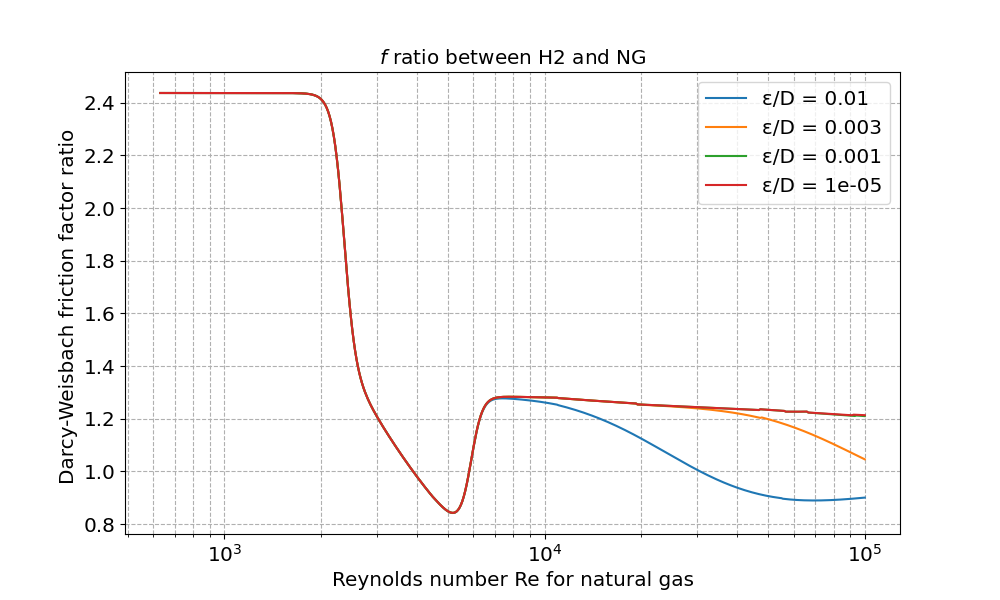 f ratio between H2 and NG
Darcy-Weisbach friction factor ratio
2.4
2.2
2.0
1.8
1.6
1.4
1.2
1.0
0.8
ε/D = 0.01
ε/D = 0.003
ε/D = 0.001
ε/D = 1e-05
10³ 10⁴ 10⁵
Reynolds number Re for natural gas